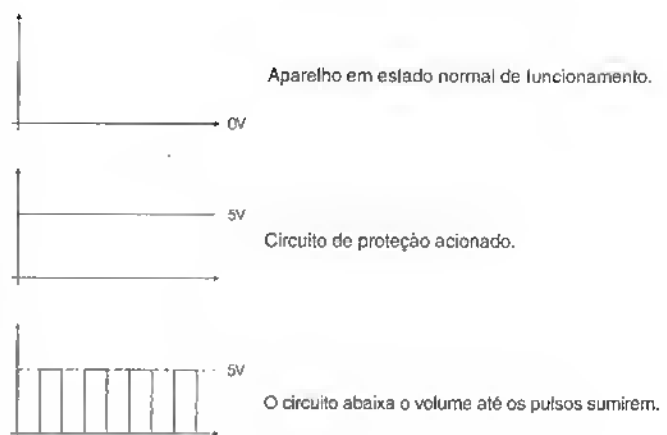 Aparelho em estado normal de funcionamento.
0V
5V
Circuito de proteção acionado.
5V
O circuito abaixa o volume até os pulsos sumirem.